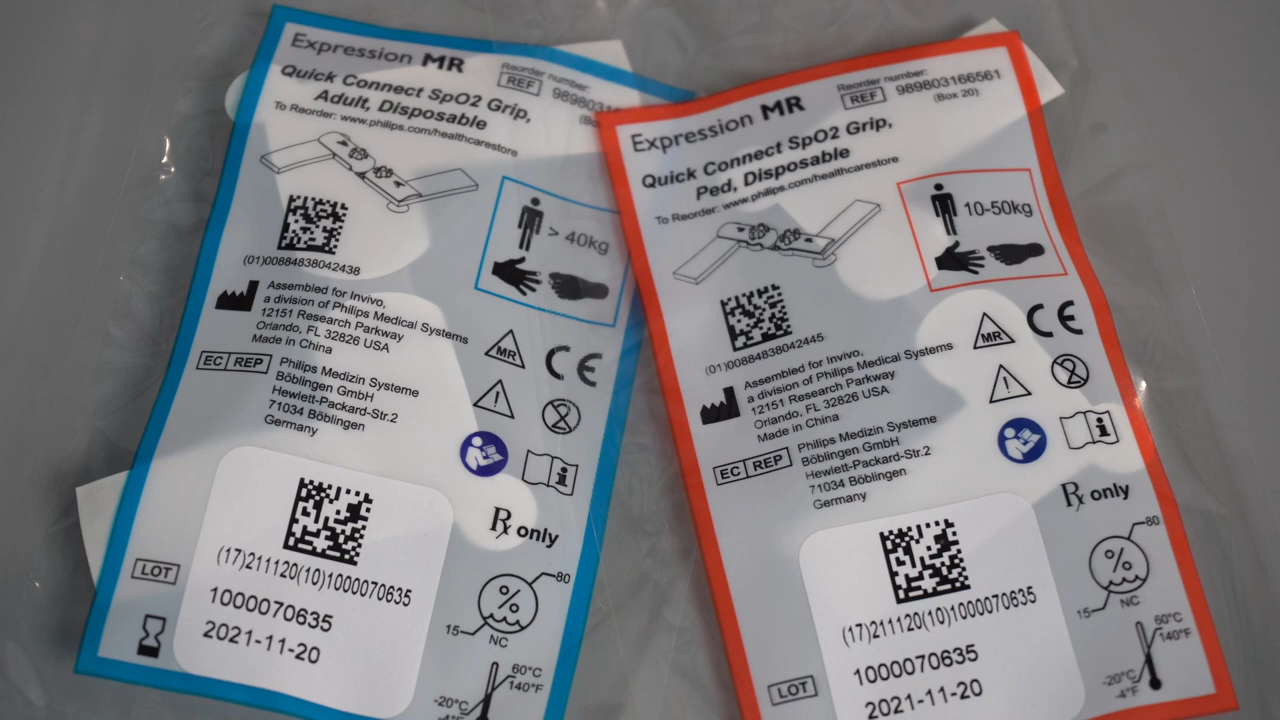 Expression MR
Reorder number:
REF 9898031
Quick Connect SpO2 Grip,
Adult, Disposable
To Reorder: www.philips.com/healthcarestore
> 40kg
(01)00884838042438
Assembled for Invivo,
a division of Philips Medical Systems
12151 Research Parkway
Orlando, FL 32826 USA
Made in China
MR
CE
EC REP
Philips Medizin Systeme
Böblingen GmbH
Hewlett-Packard-Str.2
71034 Böblingen
Germany
2
i
Rx only
(17)211120(10)1000070635
LOT
1000070635
2021-11-20
80
%
15
NC
60°C
140°F
-20°C
-4°F
Expression MR
Reorder number:
REF 989803166561
(Box 20)
Quick Connect SpO2 Grip,
Ped, Disposable
To Reorder: www.philips.com/healthcarestore
10-50kg
(01)00884838042445
Assembled for Invivo,
a division of Philips Medical Systems
12151 Research Parkway
Orlando, FL 32826 USA
Made in China
MR
CE
EC REP
Philips Medizin Systeme
Böblingen GmbH
Hewlett-Packard-Str.2
71034 Böblingen
Germany
2
i
Rx only
(17)211120(10)1000070635
LOT
1000070635
2021-11-20
80
%
15
NC
60°C
140°F
-20°C
-4°F